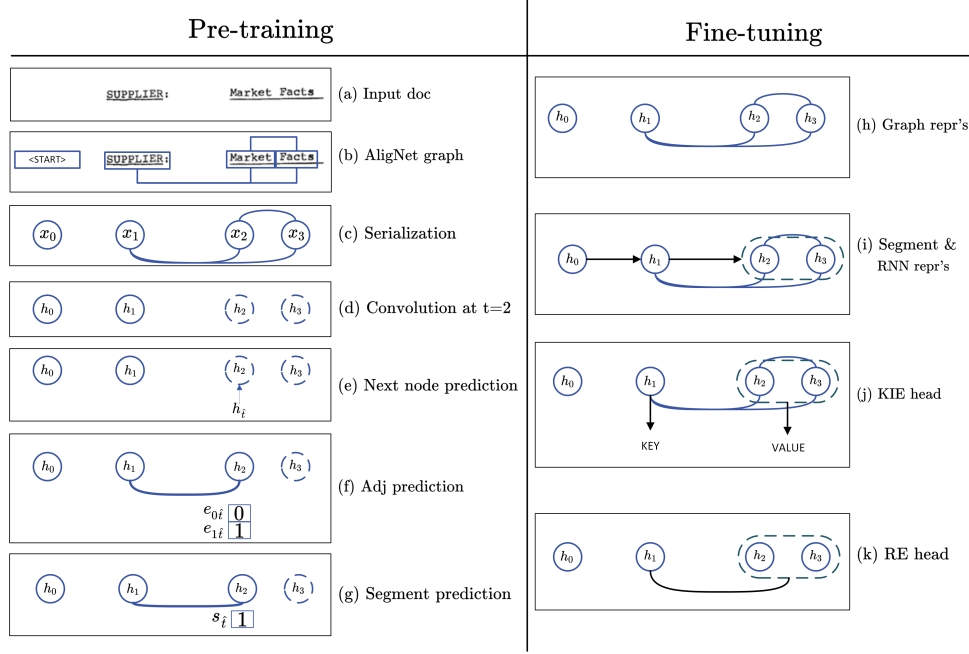 Pre-training
SUPPLIER: Market Facts
(a) Input doc
<START> SUPPLIER: Market Facts
(b) AligNet graph
x₀ x₁ x₂ x₃
(c) Serialization
h₀ h₁ h₂ h₃
(d) Convolution at t=2
h₀ h₁ h₂ h₃
(e) Next node prediction
h_t̂
h₀ h₁ h₂ h₃
(f) Adj prediction
e_0t̂ 0
e_1t̂ 1
h₀ h₁ h₂ h₃
(g) Segment prediction
s_t̂ 1
Fine-tuning
h₀ h₁ h₂ h₃
(h) Graph repr's
h₀ h₁ h₂ h₃
(i) Segment &
RNN repr's
h₀ h₁ h₂ h₃
(j) KIE head
KEY VALUE
h₀ h₁ h₂ h₃
(k) RE head